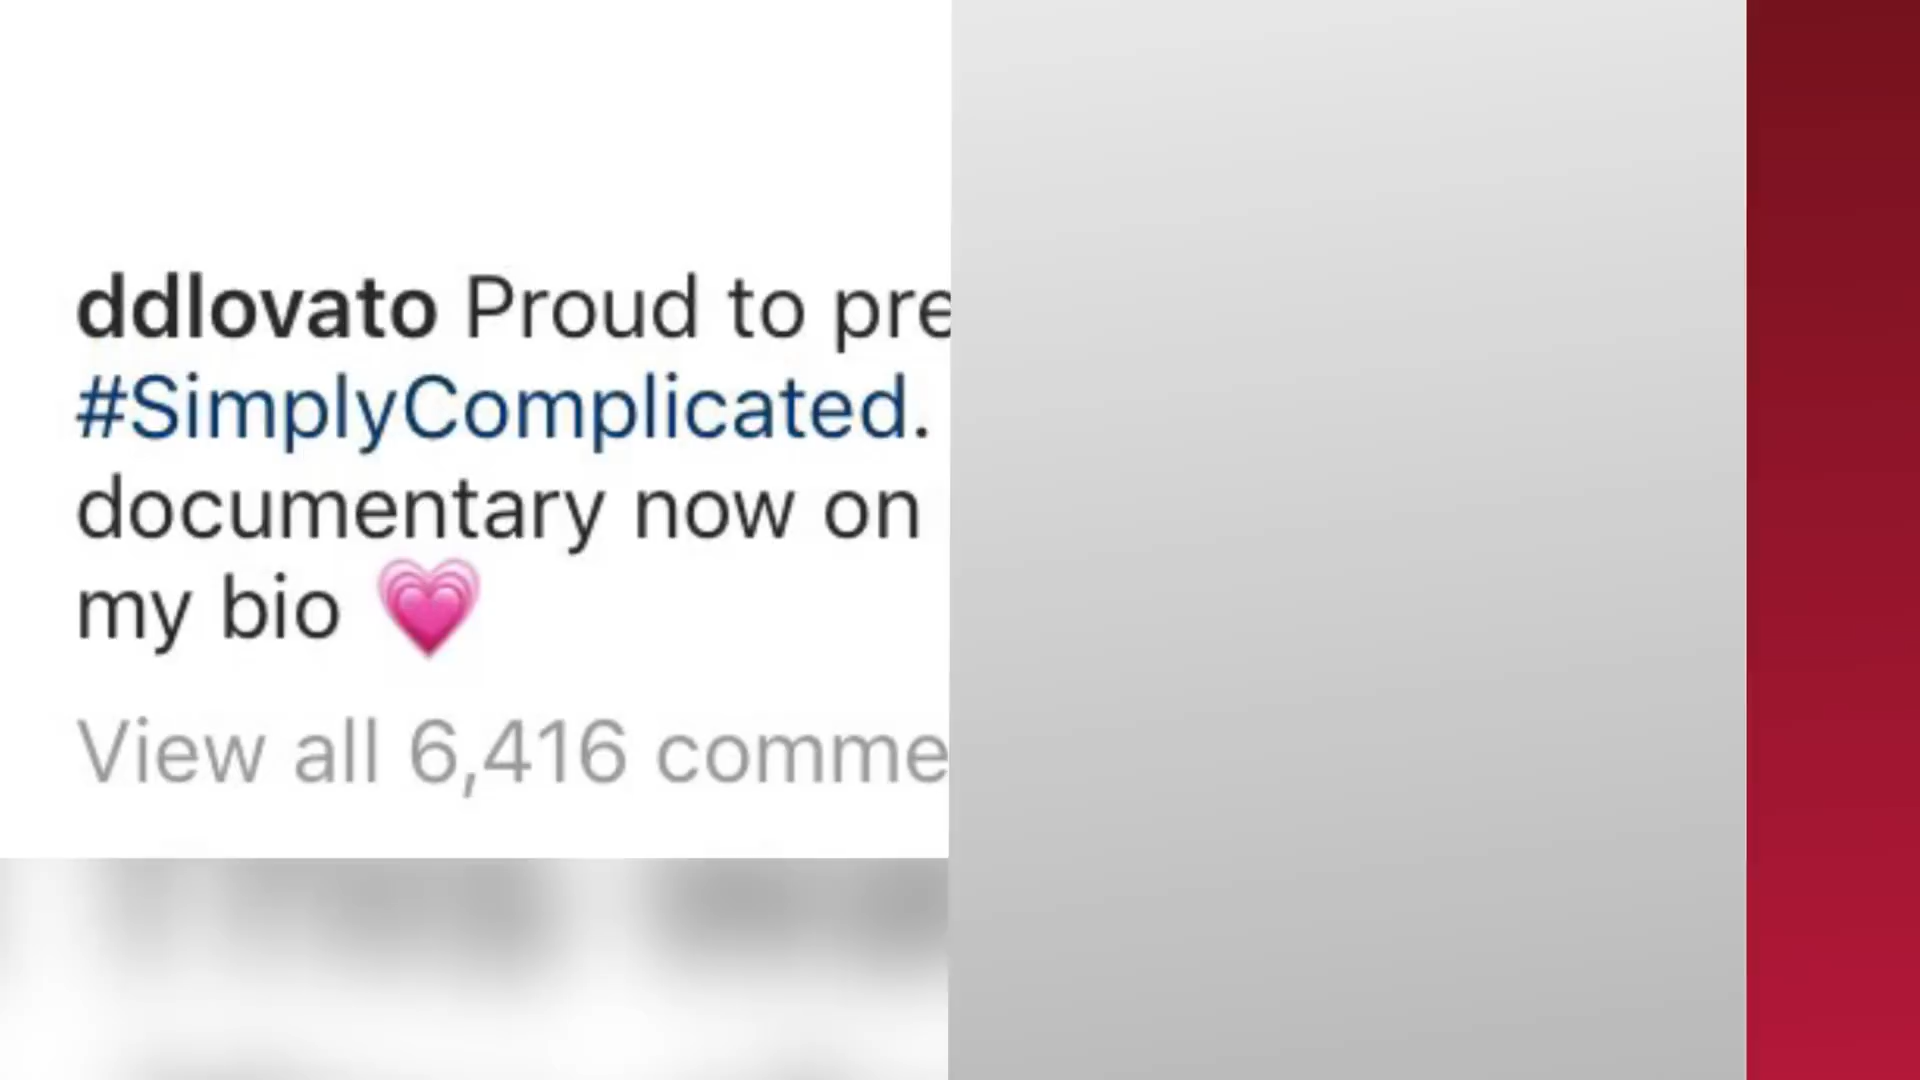 ddlovato Proud to pre
#SimplyComplicated.
documentary now on
my bio 💗
View all 6,416 comme